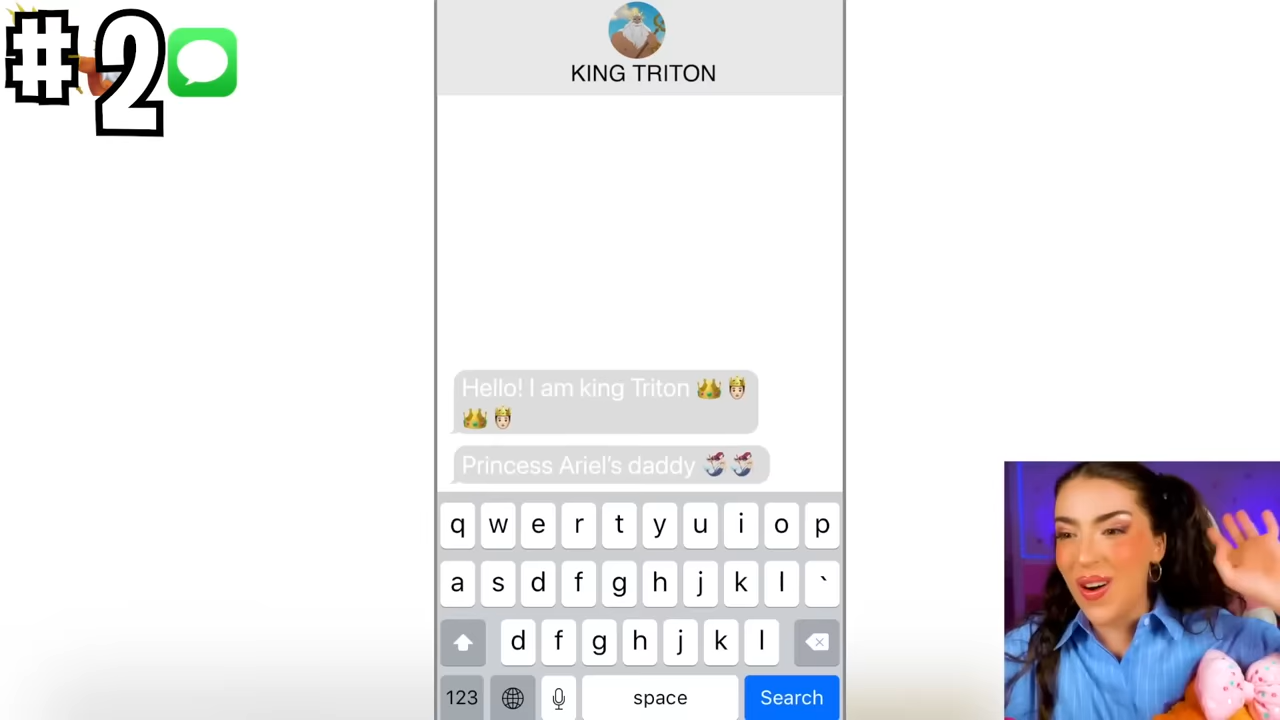 #2
KING TRITON
Hello! I am king Triton 👑🤴🏻
👑🤴🏻
Princess Ariel’s daddy 🧜🏻‍♀️🧜🏻‍♀️
q w e r t y u i o p
a s d f g h j k l `
d f g h j k l
123 space Search